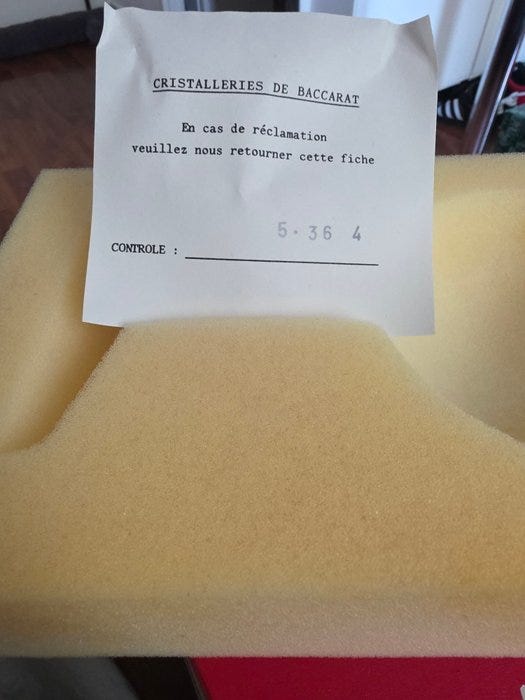 CRISTALLERIES DE BACCARAT
En cas de réclamation
veuillez nous retourner cette fiche
5. 36 4
CONTROLE :